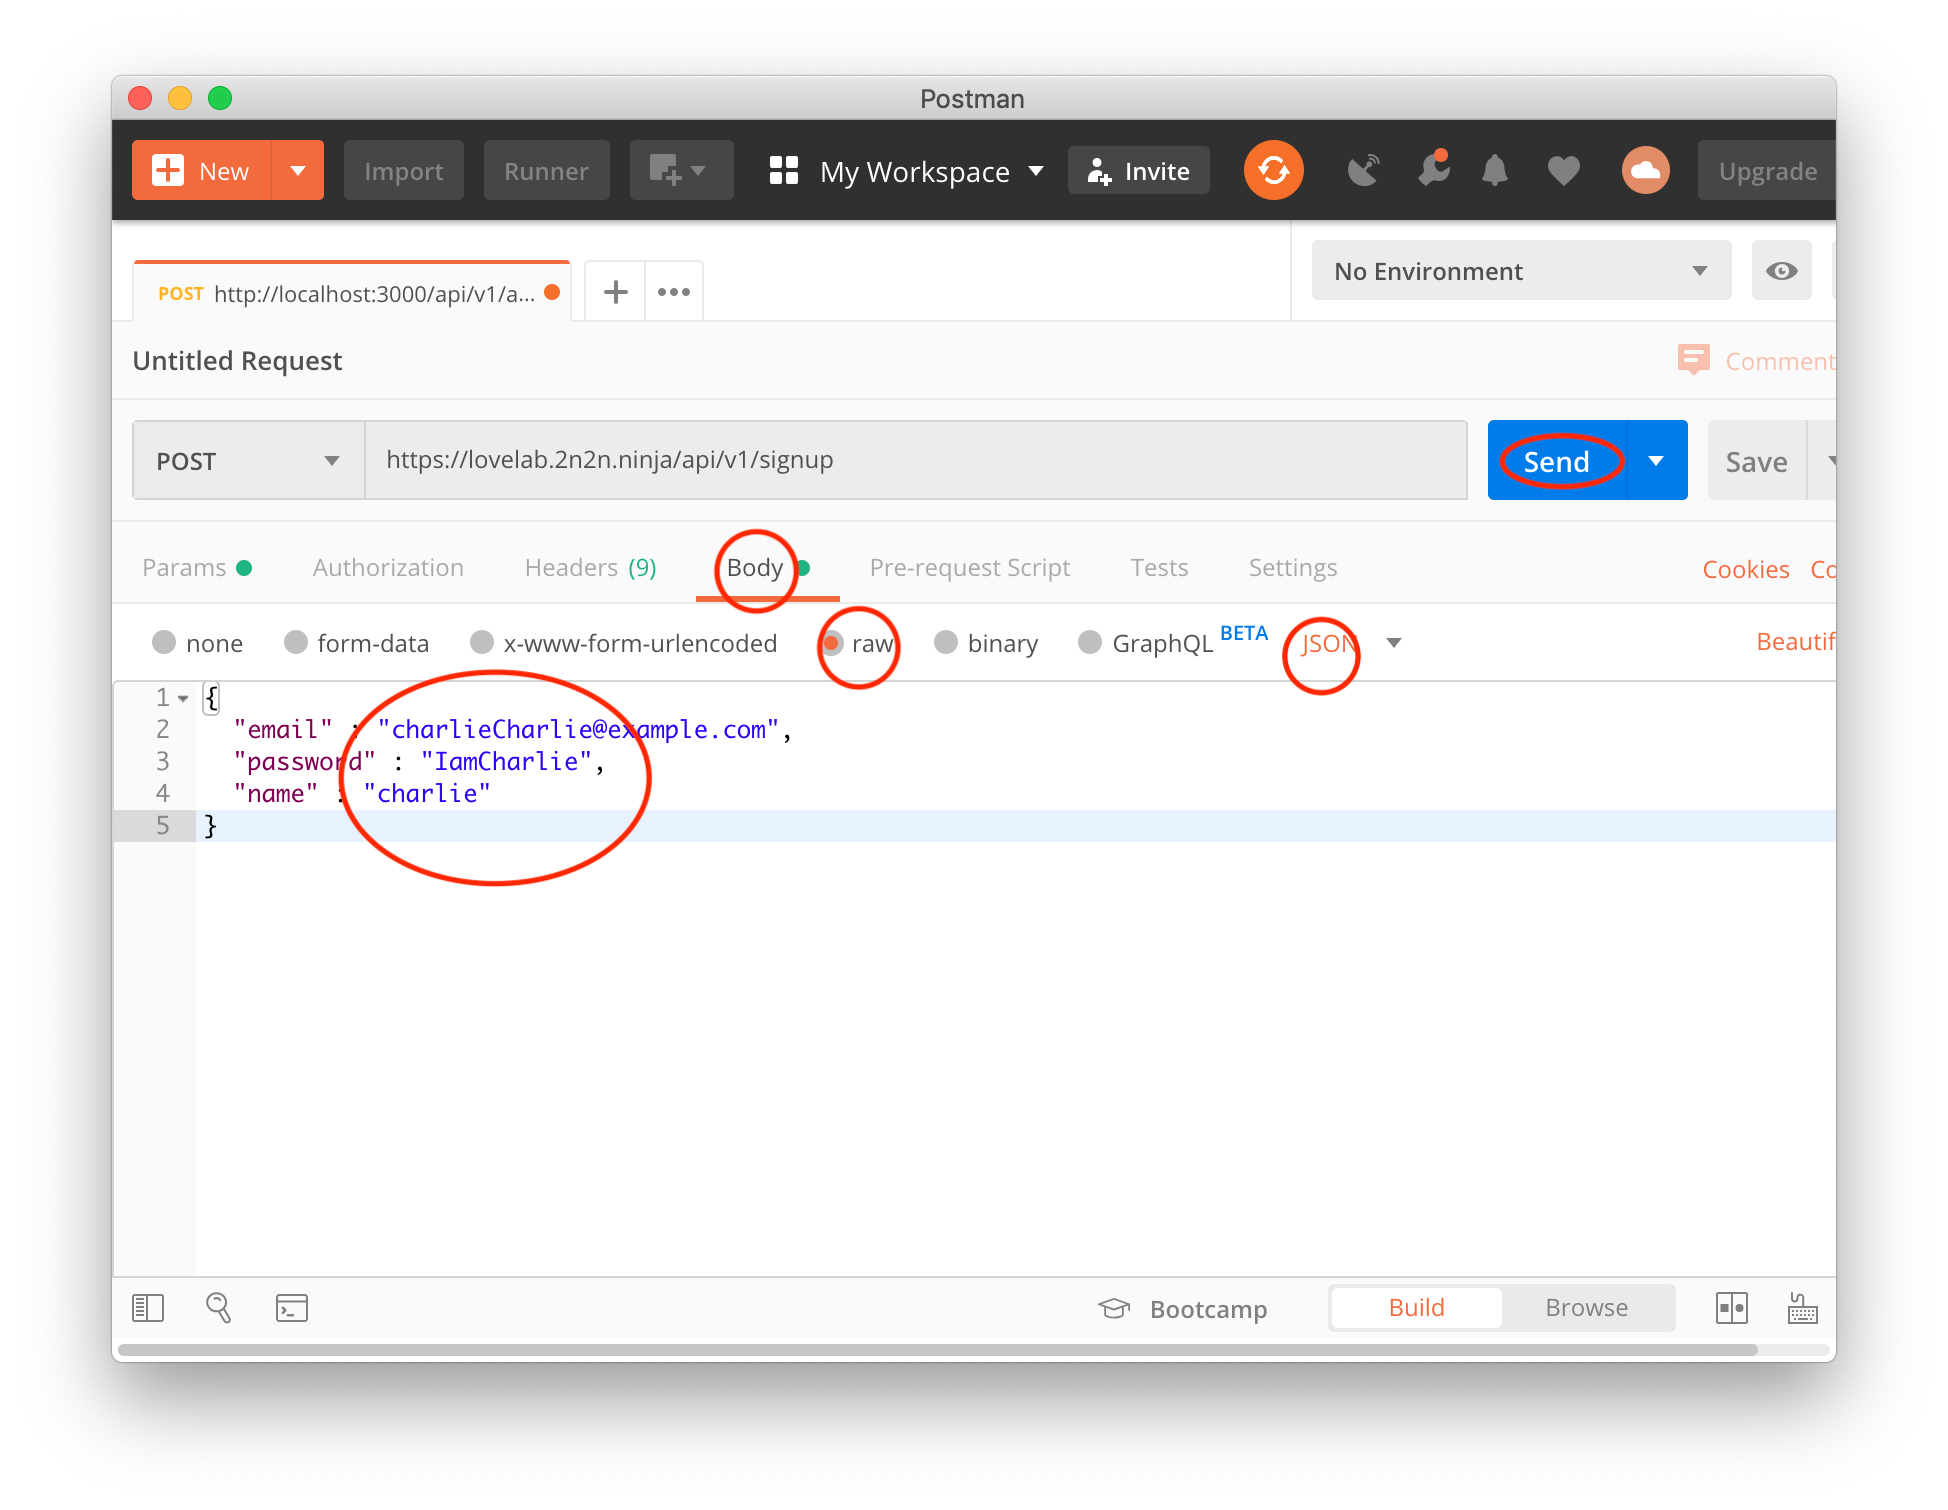 Postman
New Import Runner My Workspace Invite Upgrade
POST http://localhost:3000/api/v1/a... No Environment
Untitled Request Comment
POST https://lovelab.2n2n.ninja/api/v1/signup Send Save
Params Authorization Headers (9) Body Pre-request Script Tests Settings Cookies Co
none form-data x-www-form-urlencoded raw binary GraphQL BETA JSON Beautif
1 {
2 "email" : "charlieCharlie@example.com",
3 "password" : "IamCharlie",
4 "name" : "charlie"
5 }
Bootcamp Build Browse